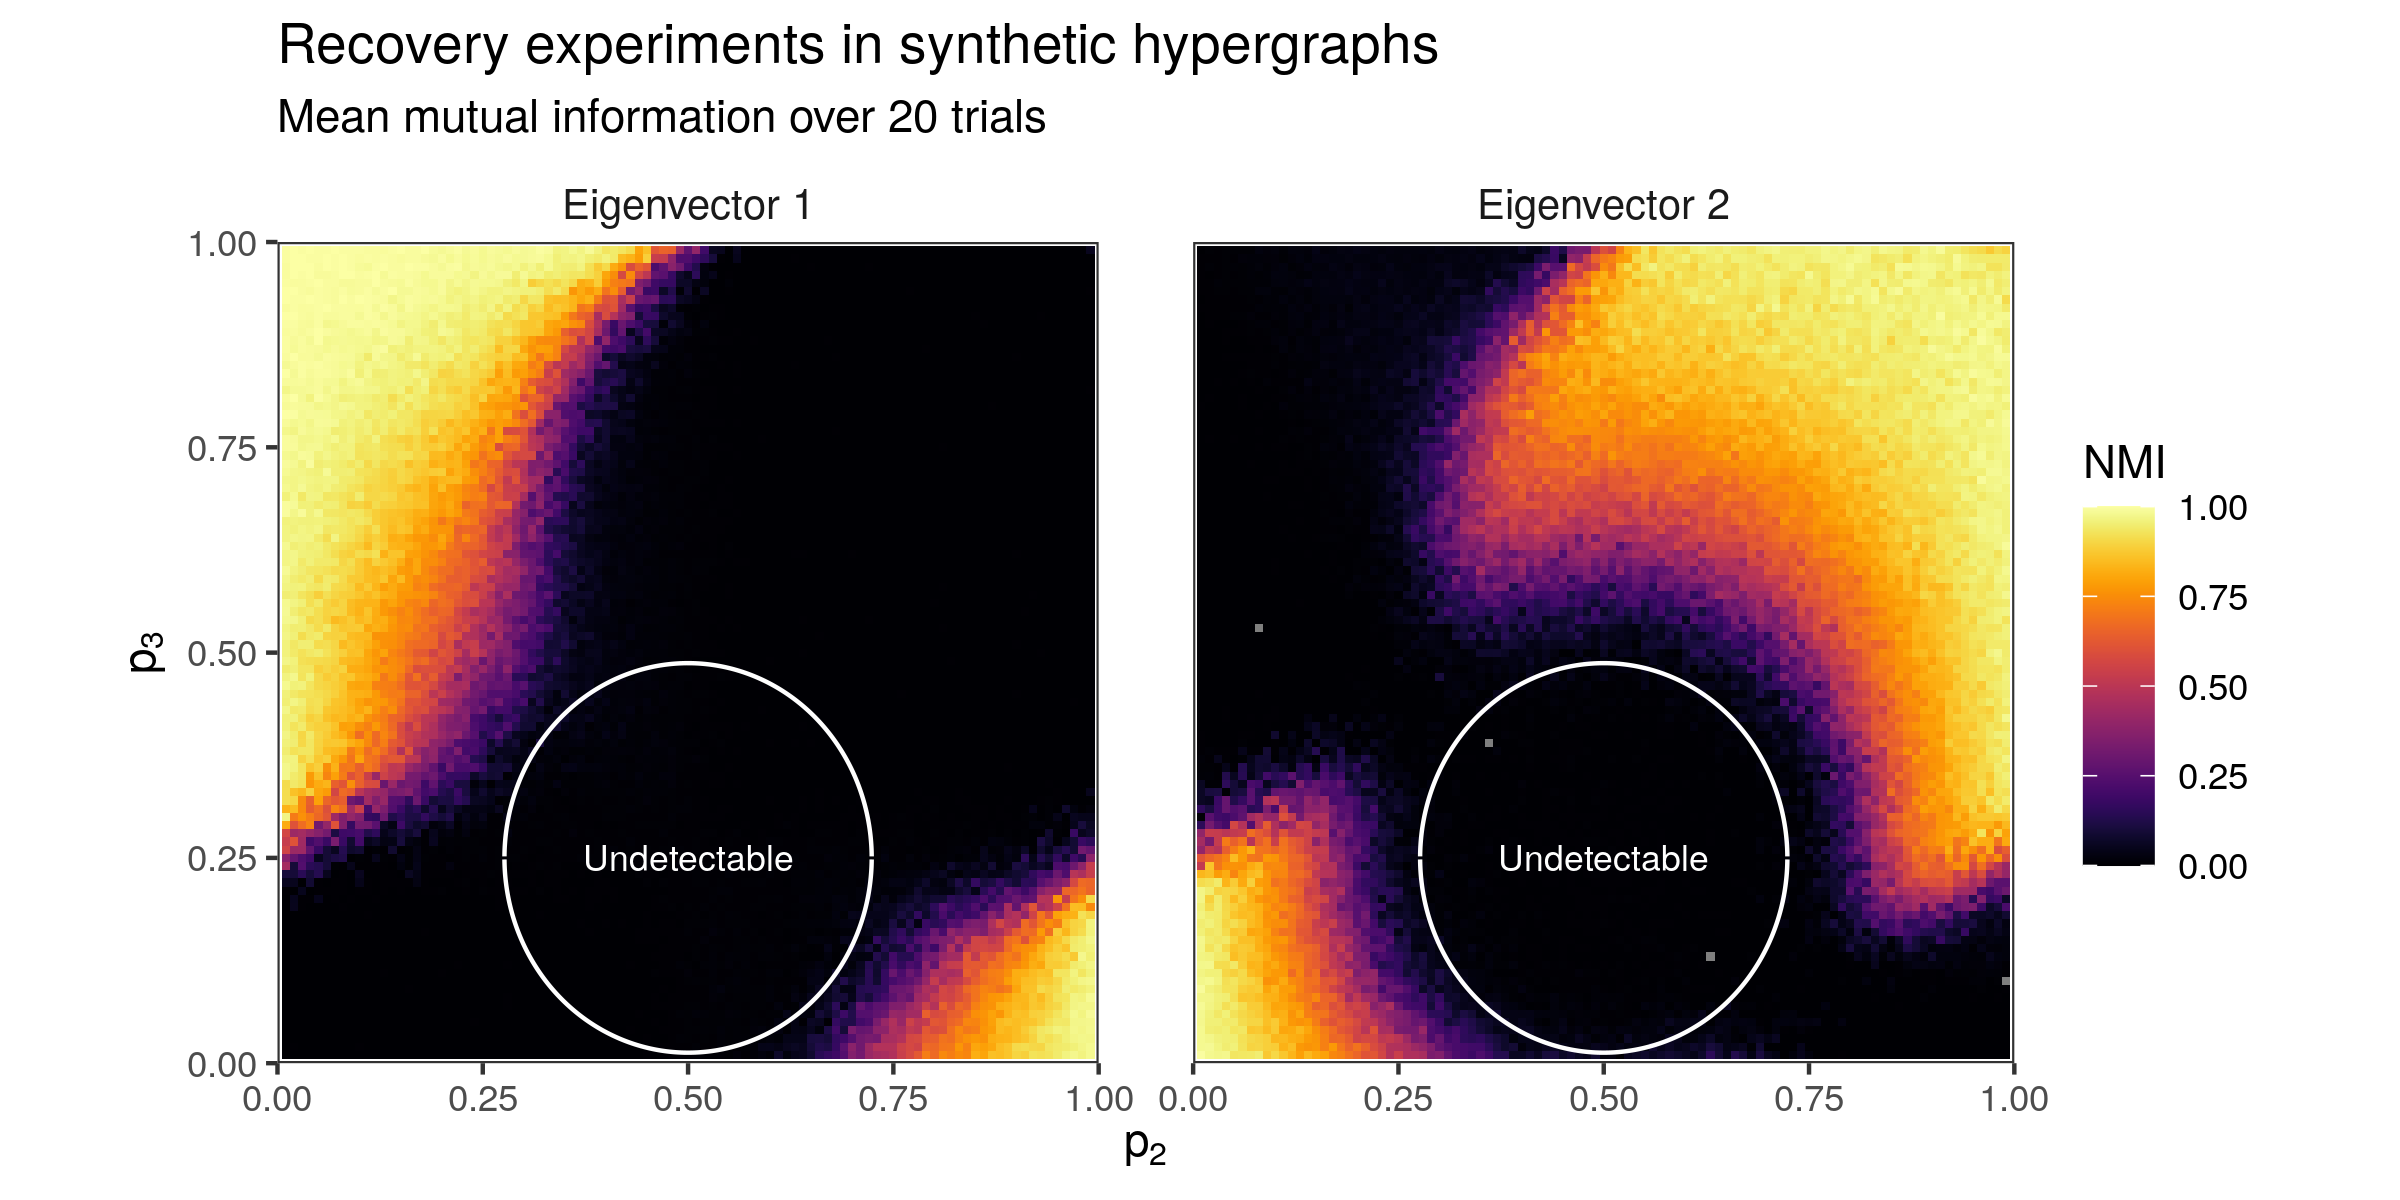 Recovery experiments in synthetic hypergraphs
Mean mutual information over 20 trials
Eigenvector 1
Eigenvector 2
1.00
0.75
0.50
0.25
0.00
p3
Undetectable
Undetectable
0.00 0.25 0.50 0.75 1.00
0.00 0.25 0.50 0.75 1.00
p2
NMI
1.00
0.75
0.50
0.25
0.00